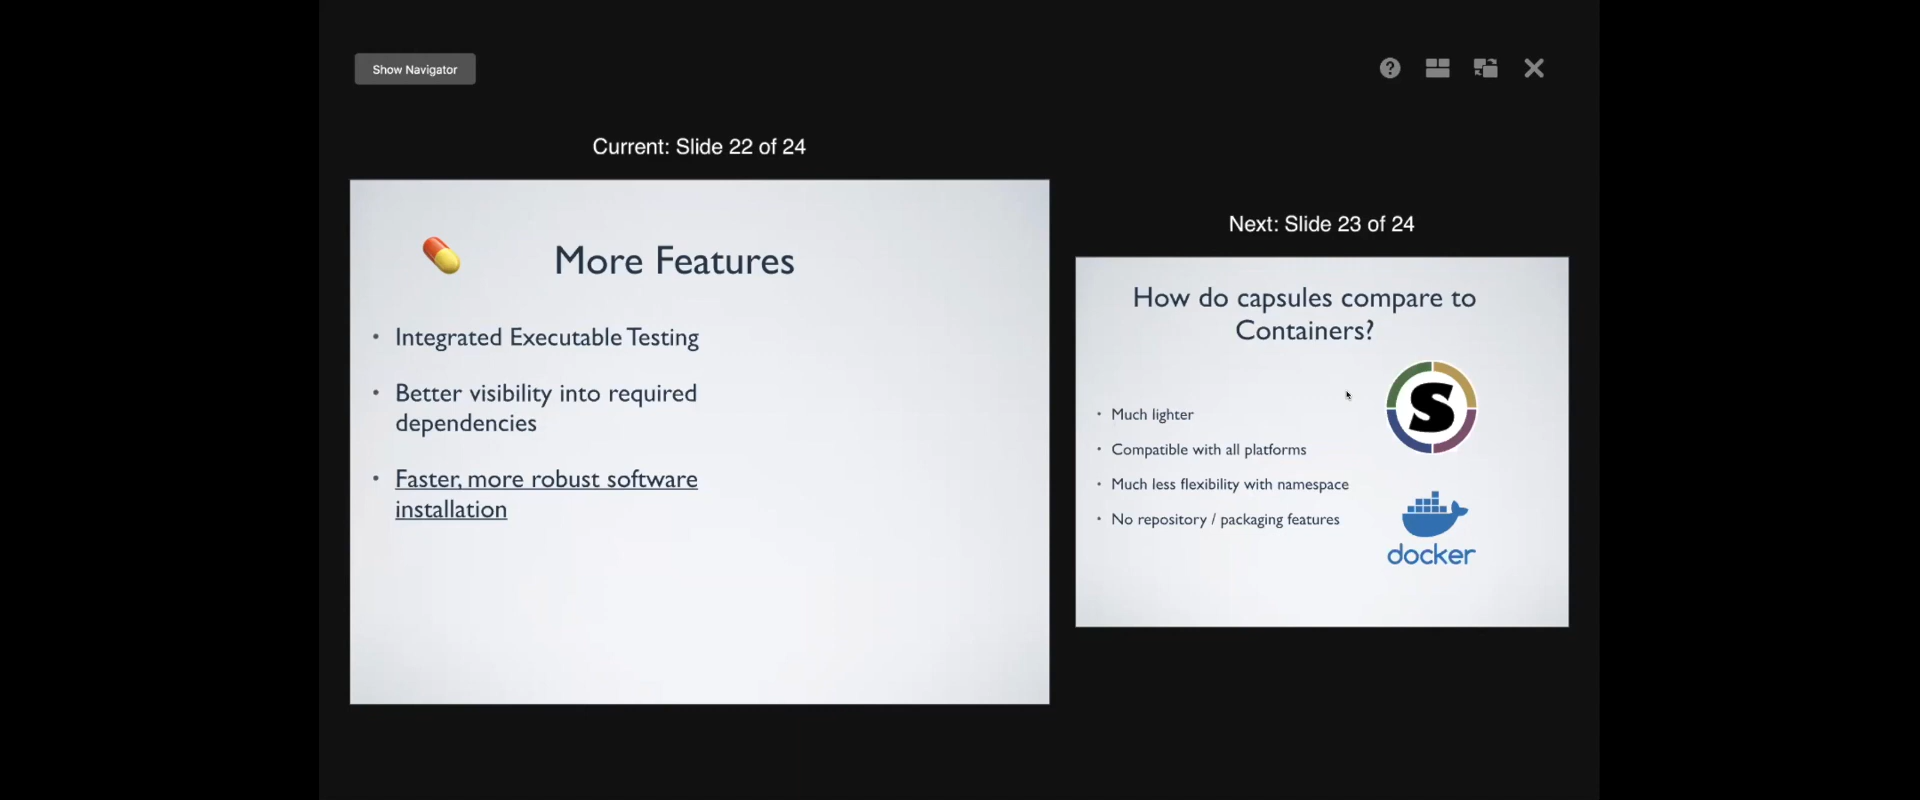 Show Navigator
Current: Slide 22 of 24
More Features
• Integrated Executable Testing
• Better visibility into required
dependencies
• Faster, more robust software
installation
Next: Slide 23 of 24
How do capsules compare to
Containers?
• Much lighter
• Compatible with all platforms
• Much less flexibility with namespace
• No repository / packaging features
S
docker